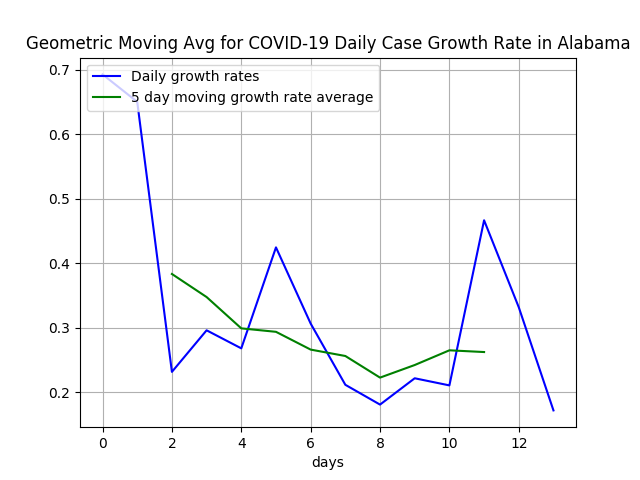 Geometric Moving Avg for COVID-19 Daily Case Growth Rate in Alabama
Daily growth rates
5 day moving growth rate average
0.7
0.6
0.5
0.4
0.3
0.2
0 2 4 6 8 10 12
days